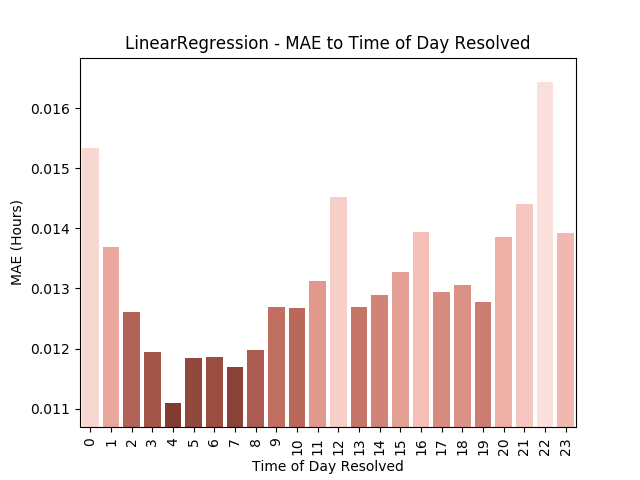 LinearRegression - MAE to Time of Day Resolved
0.016
0.015
0.014
0.013
0.012
0.011
MAE (Hours)
0 1 2 3 4 5 6 7 8 9 10 11 12 13 14 15 16 17 18 19 20 21 22 23
Time of Day Resolved